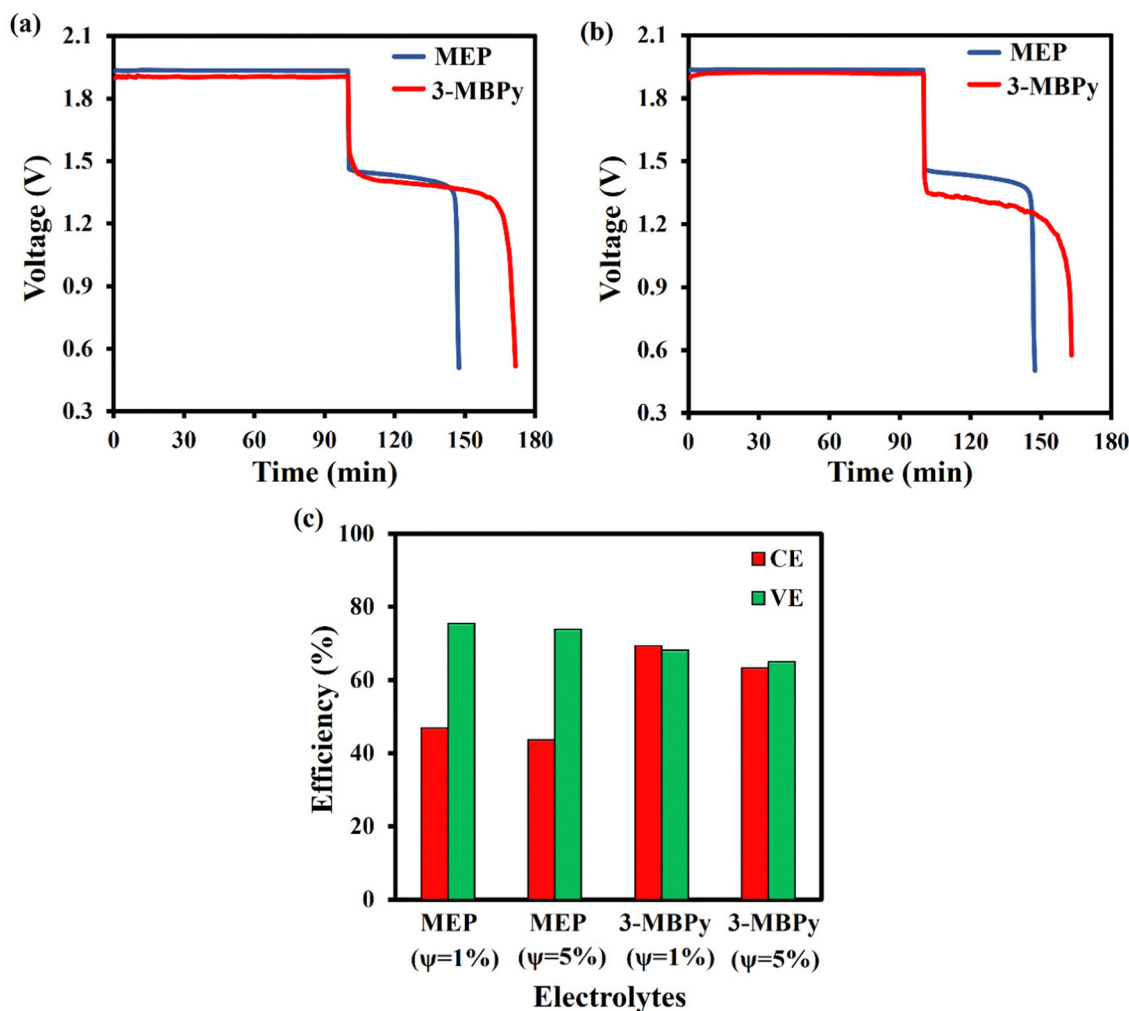 (a)
2.1
1.8
1.5
1.2
0.9
0.6
0.3
Voltage (V)
MEP
3-MBPy
0 30 60 90 120 150 180
Time (min)
(b)
2.1
1.8
1.5
1.2
0.9
0.6
0.3
Voltage (V)
MEP
3-MBPy
0 30 60 90 120 150 180
Time (min)
(c)
100
80
60
40
20
0
Efficiency (%)
CE
VE
MEP MEP 3-MBPy 3-MBPy
(ψ=1%) (ψ=5%) (ψ=1%) (ψ=5%)
Electrolytes